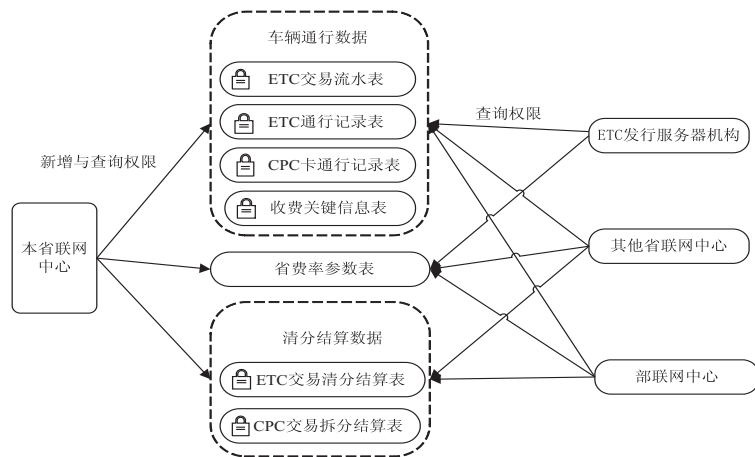 车辆通行数据
ETC交易流水表
ETC通行记录表
CPC卡通行记录表
收费关键信息表
查询权限
ETC发行服务器机构
新增与查询权限
本省联网
中心
省费率参数表
其他省联网中心
清分结算数据
ETC交易清分结算表
CPC交易拆分结算表
部联网中心